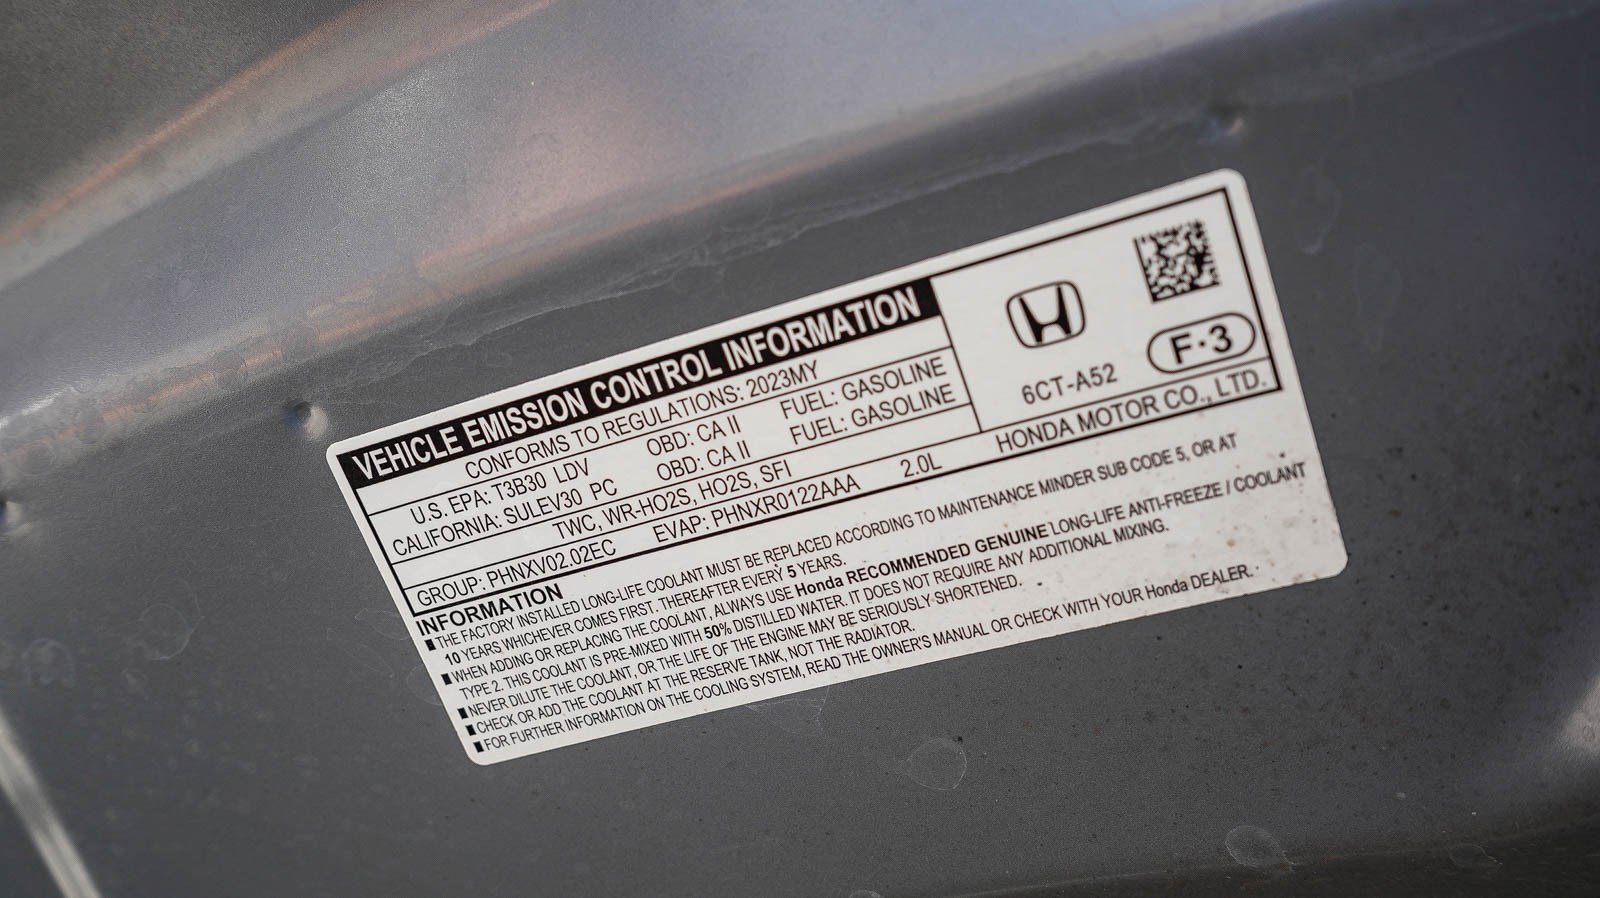 VEHICLE EMISSION CONTROL INFORMATION
CONFORMS TO REGULATIONS: 2023MY
U.S. EPA: T3B30 LDV OBD: CA II FUEL: GASOLINE
CALIFORNIA: SULEV30 PC OBD: CA II FUEL: GASOLINE
TWC, WR-HO2S, HO2S, SFI
6CT-A52
F·3
GROUP: PHNXV02.02EC EVAP: PHNXR0122AAA 2.0L HONDA MOTOR CO., LTD.
INFORMATION
■THE FACTORY INSTALLED LONG-LIFE COOLANT MUST BE REPLACED ACCORDING TO MAINTENANCE MINDER SUB CODE 5, OR AT
10 YEARS WHICHEVER COMES FIRST. THEREAFTER EVERY 5 YEARS.
■WHEN ADDING OR REPLACING THE COOLANT, ALWAYS USE Honda RECOMMENDED GENUINE LONG-LIFE ANTI-FREEZE / COOLANT
TYPE 2. THIS COOLANT IS PRE-MIXED WITH 50% DISTILLED WATER. IT DOES NOT REQUIRE ANY ADDITIONAL MIXING.
■NEVER DILUTE THE COOLANT, OR THE LIFE OF THE ENGINE MAY BE SERIOUSLY SHORTENED.
■CHECK OR ADD THE COOLANT AT THE RESERVE TANK, NOT THE RADIATOR.
■FOR FURTHER INFORMATION ON THE COOLING SYSTEM, READ THE OWNER'S MANUAL OR CHECK WITH YOUR Honda DEALER.